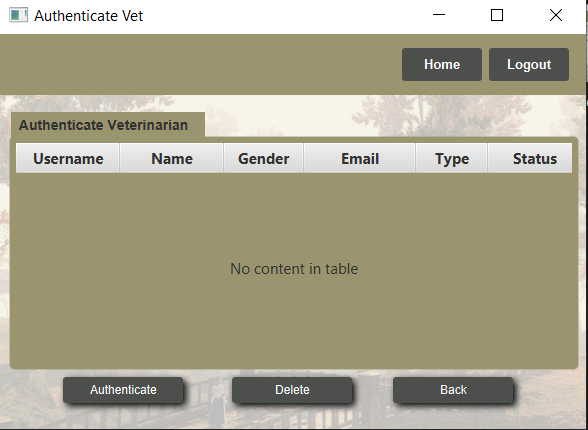 Authenticate Vet
Home Logout
Authenticate Veterinarian
Username Name Gender Email Type Status
No content in table
Authenticate Delete Back